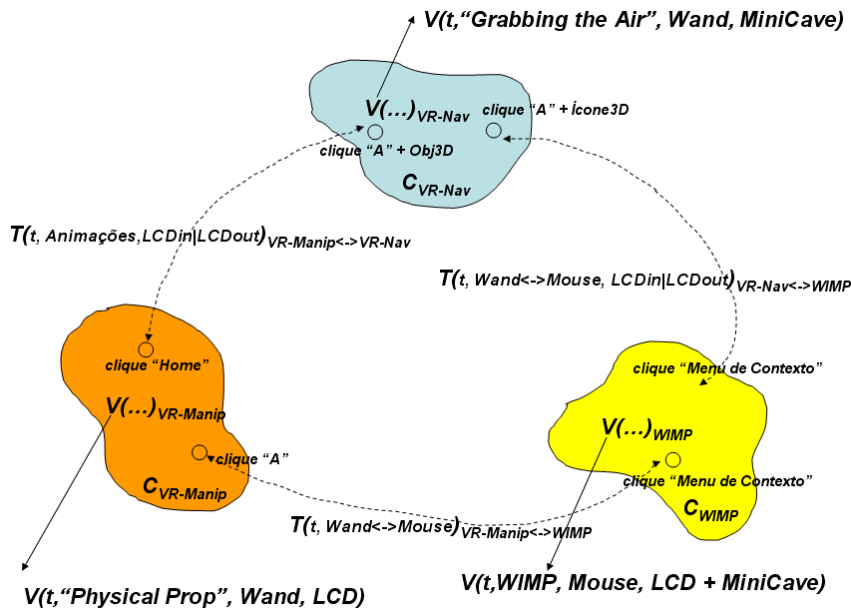 V(t,“Grabbing the Air”, Wand, MiniCave)
V(...)VR-Nav
clique “A” + Ícone3D
clique “A” + Obj3D
CVR-Nav
T(t, Animações,LCDin|LCDout)VR-Manip<->VR-Nav
T(t, Wand<->Mouse, LCDin|LCDout)VR-Nav<->WIMP
clique “Home”
clique “Menu de Contexto”
V(...)VR-Manip
V(...)WIMP
clique “A”
clique “Menu de Contexto”
CVR-Manip
CWIMP
T(t, Wand<->Mouse)VR-Manip<->WIMP
V(t,“Physical Prop”, Wand, LCD)
V(t,WIMP, Mouse, LCD + MiniCave)